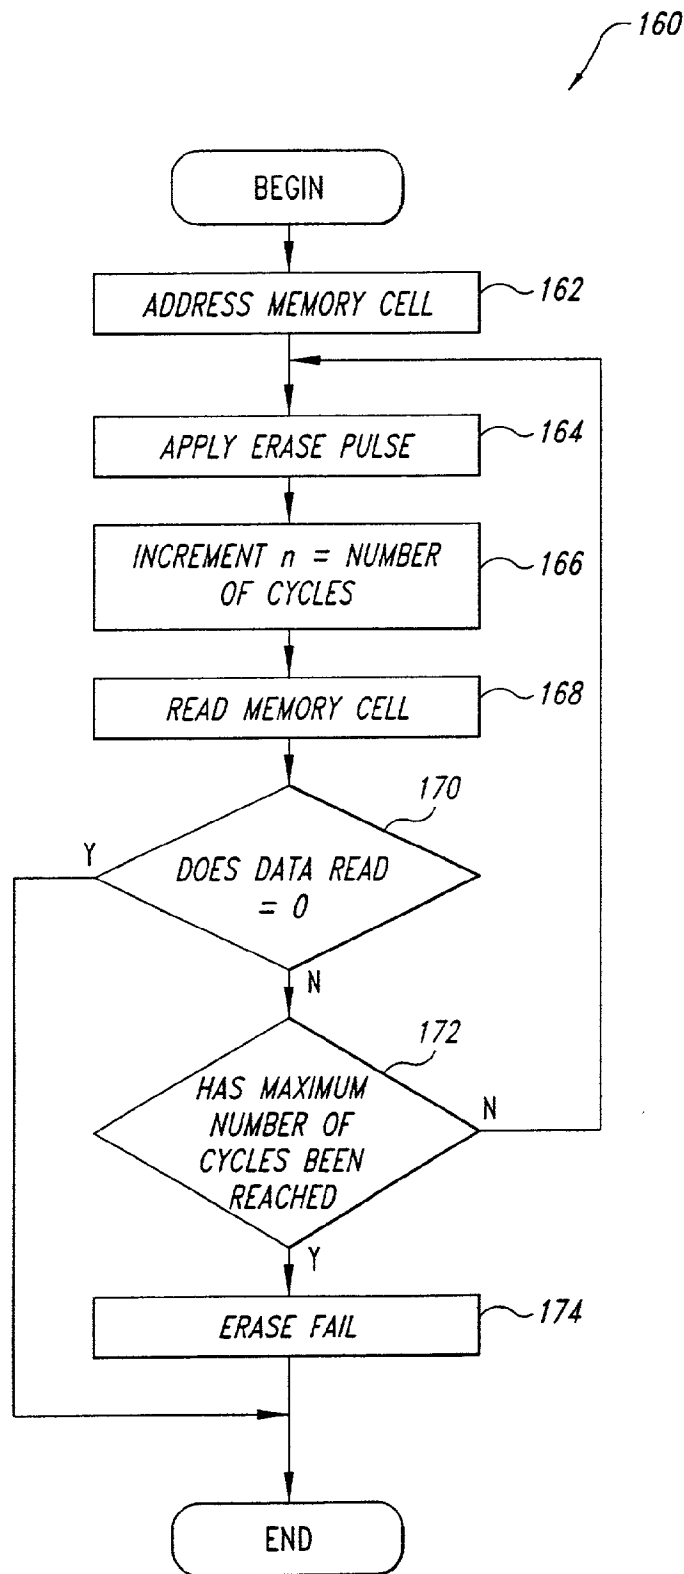 160
BEGIN
ADDRESS MEMORY CELL
162
APPLY ERASE PULSE
164
INCREMENT n = NUMBER
OF CYCLES
166
READ MEMORY CELL
168
170
Y
DOES DATA READ
= 0
N
172
HAS MAXIMUM
NUMBER OF
CYCLES BEEN
REACHED
N
Y
ERASE FAIL
174
END